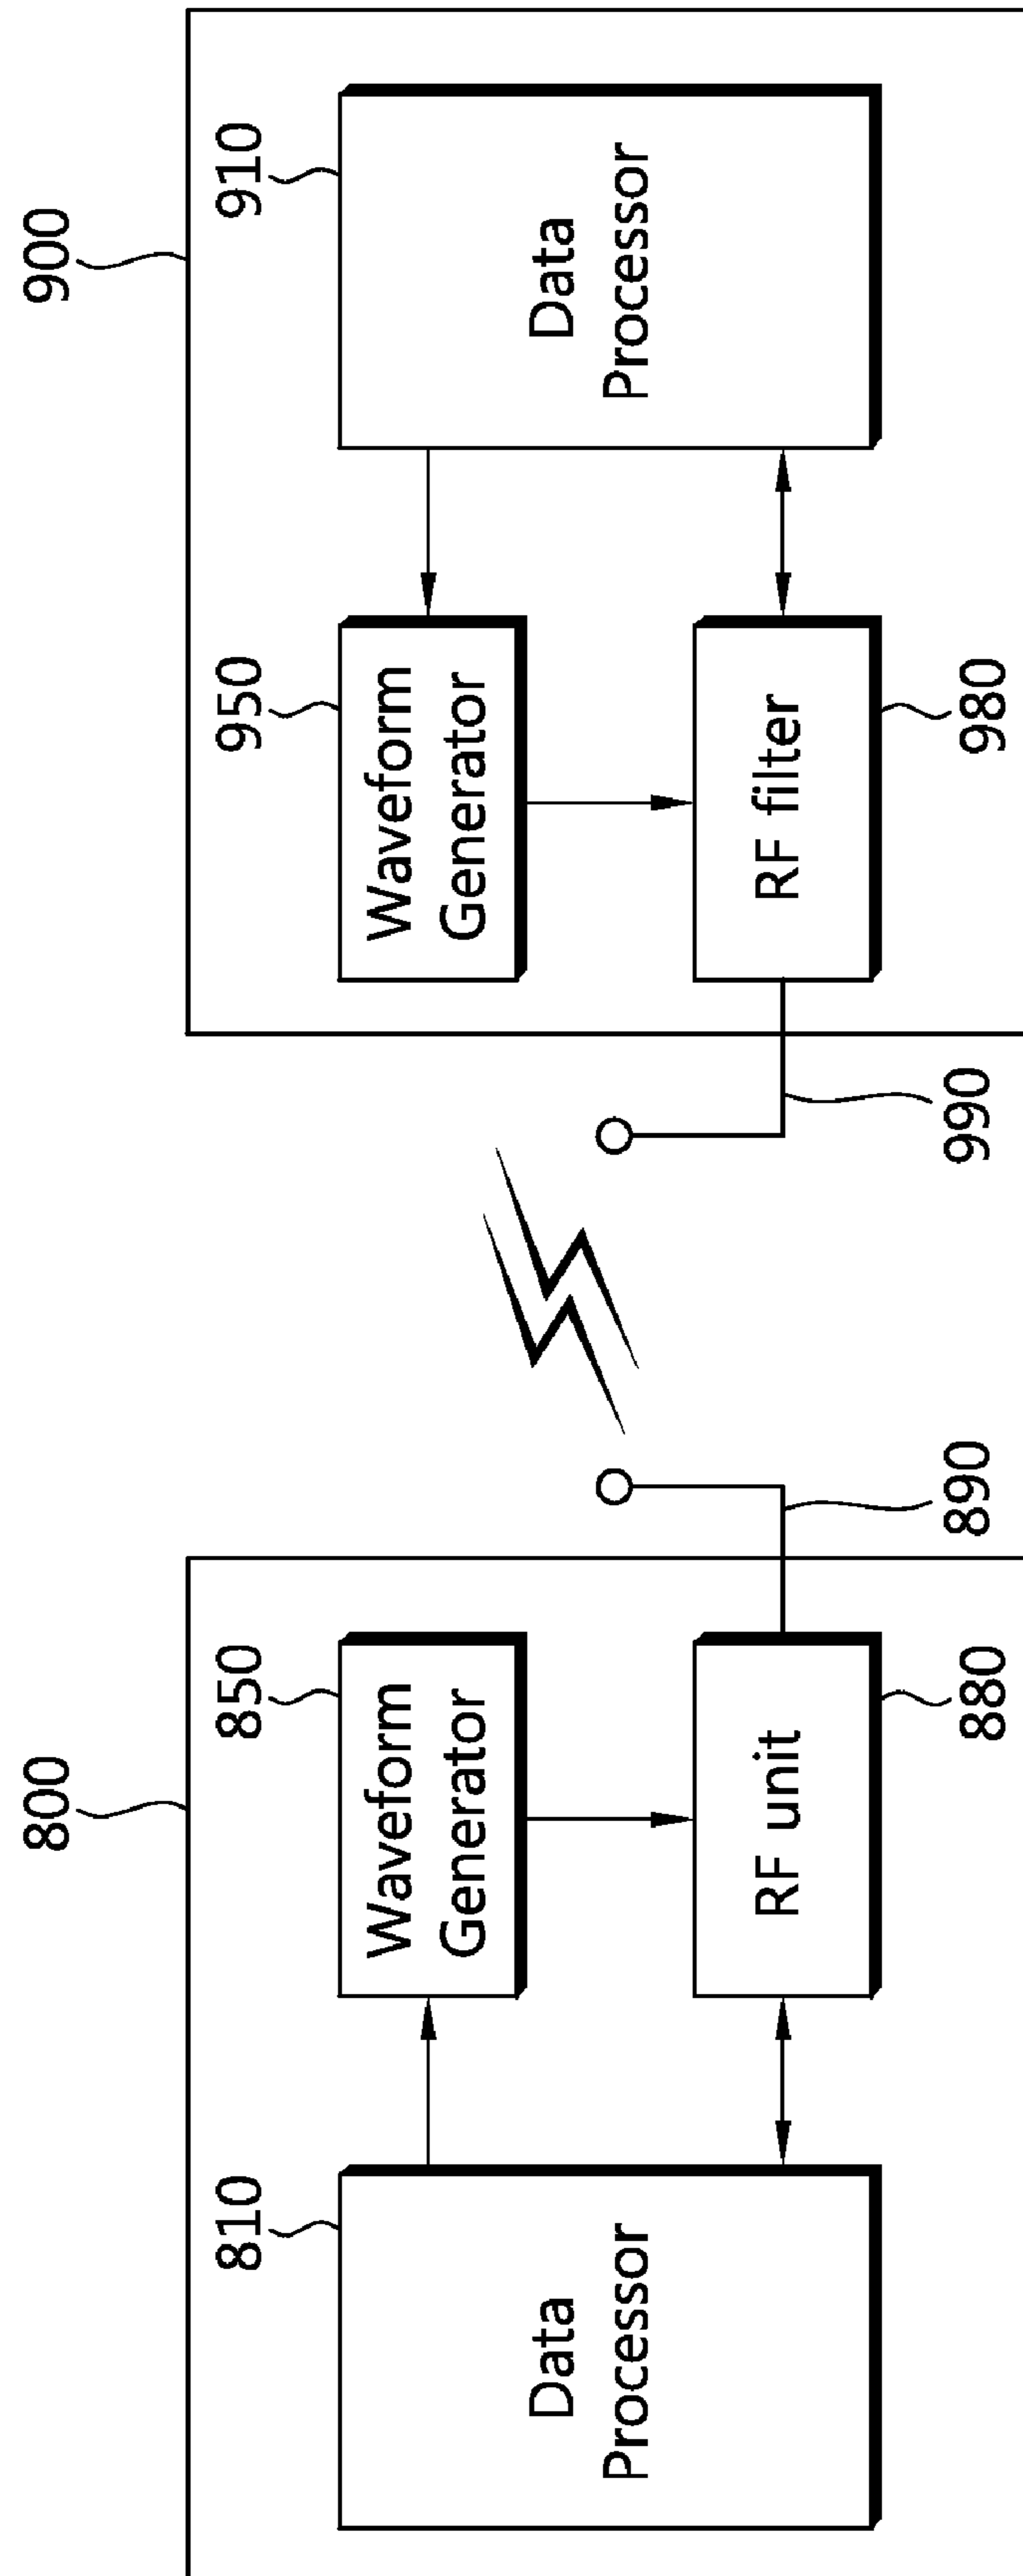 800
810
Data
Processor
850
Waveform
Generator
RF unit
880
890
900
950
Waveform
Generator
RF filter
980
990
910
Data
Processor